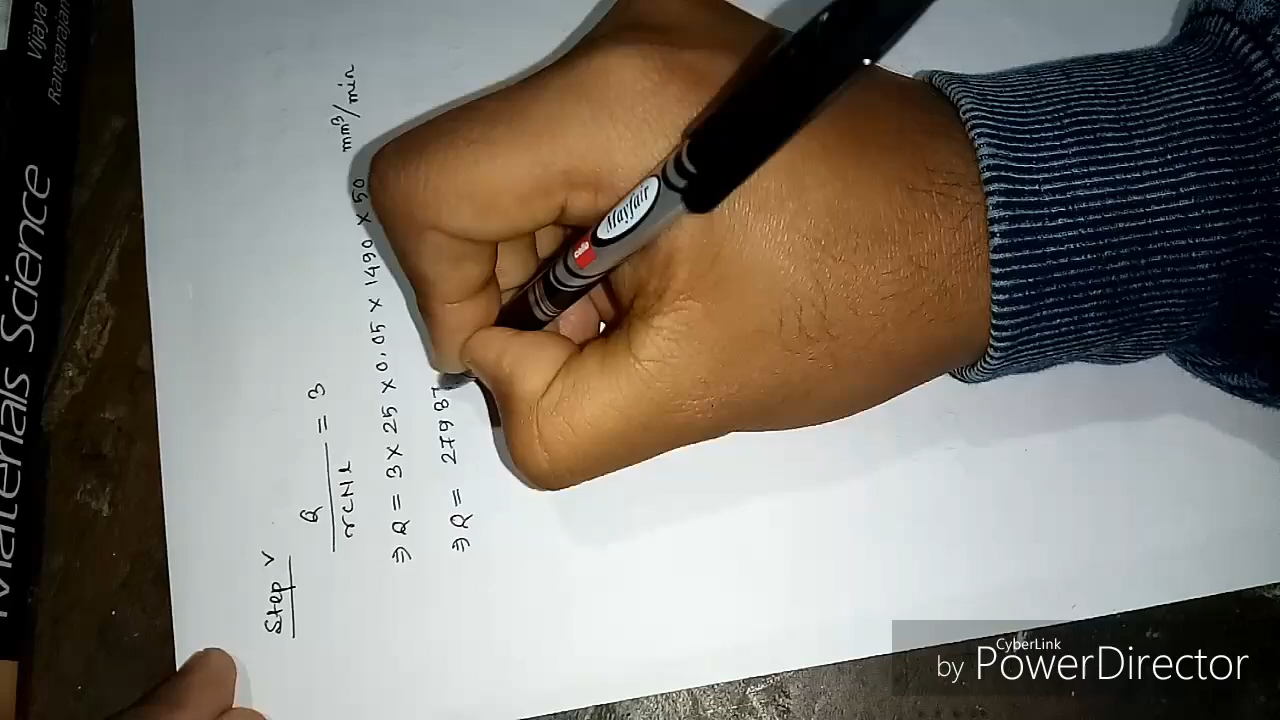 Step V
Q
rCNl = 3
⇒ Q = 3 × 25 × 0.05 × 1490 × 50 mm³/min
⇒ Q = 27937
Materials Science
Vijaya
Rangarajan
Mayfair
cello
CyberLink
by PowerDirector